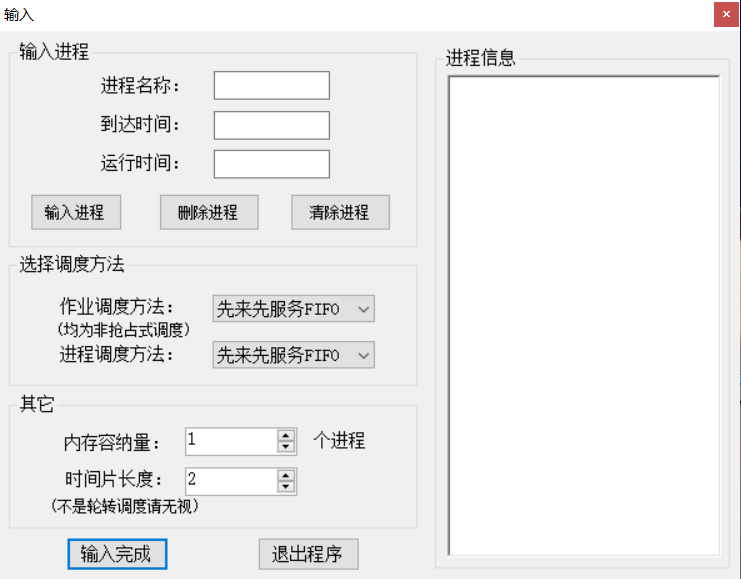 输入
输入进程
进程名称：
到达时间：
运行时间：
输入进程 删除进程 清除进程
选择调度方法
作业调度方法： 先来先服务FIFO
(均为非抢占式调度)
进程调度方法： 先来先服务FIFO
其它
内存容纳量： 1 个进程
时间片长度： 2
(不是轮转调度请无视)
输入完成 退出程序
进程信息